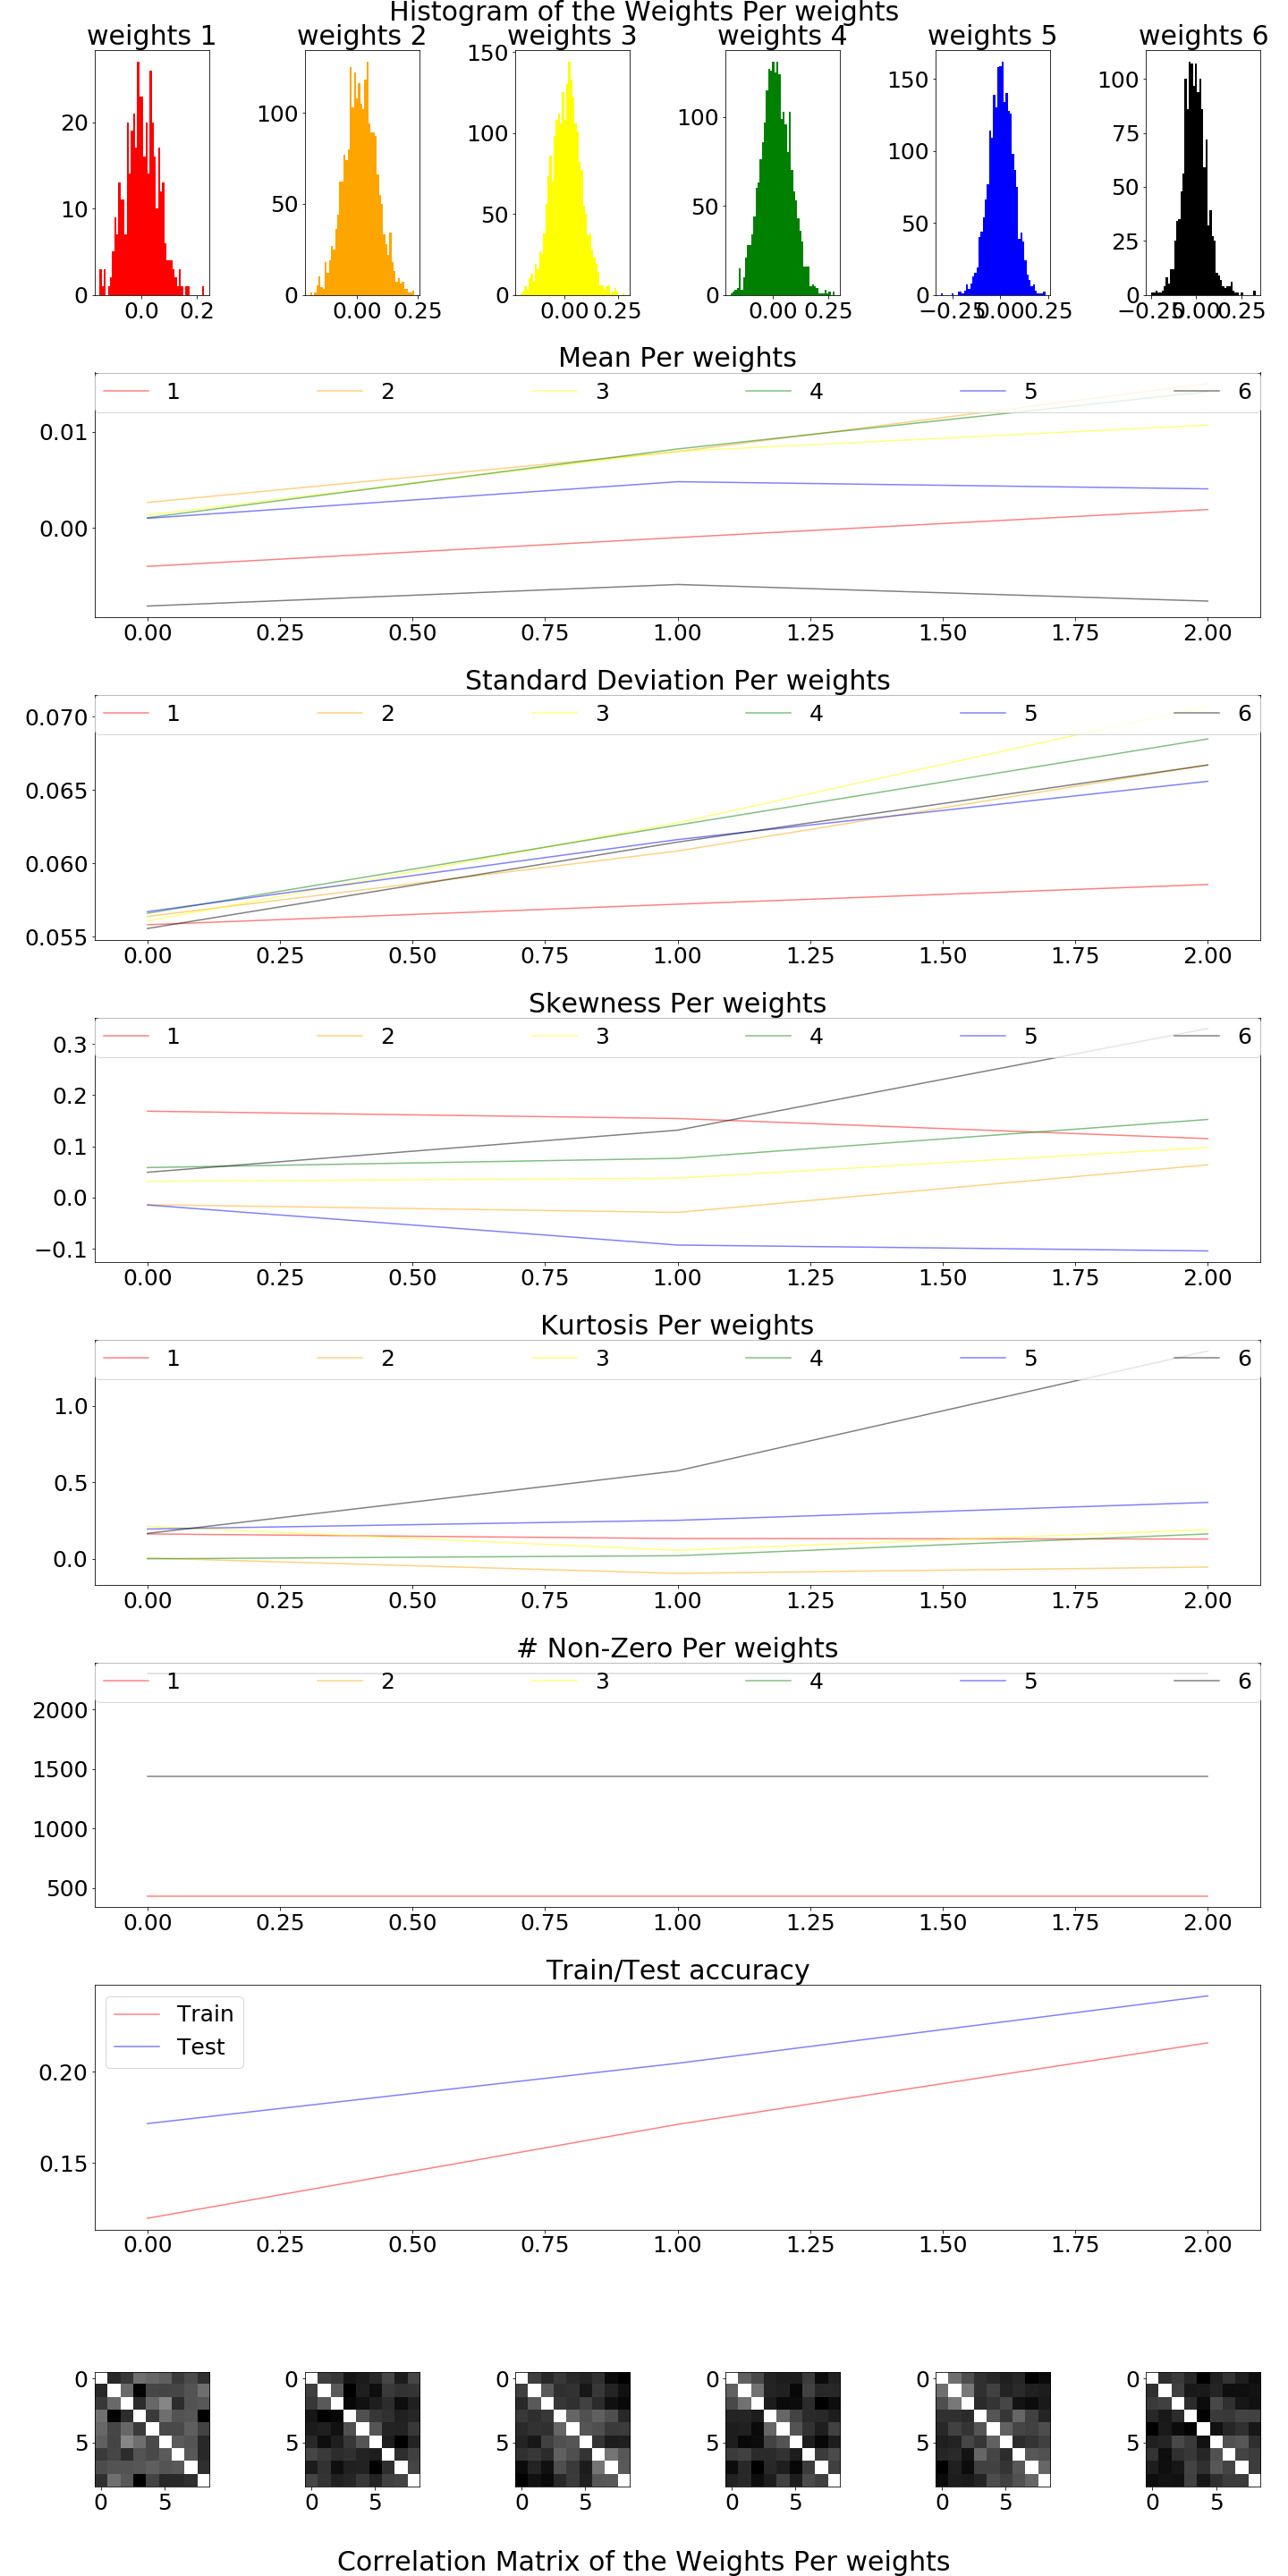 Histogram of the Weights Per weights
weights 1 weights 2 weights 3 weights 4 weights 5 weights 6
20
10
0
0.0 0.2
100
50
0
0.00 0.25
150
100
50
0
0.00 0.25
100
50
0
0.00 0.25
150
100
50
0
−0.25 0.00 0.25
100
75
50
25
0
−0.25 0.00 0.25
Mean Per weights
1 2 3 4 5 6
0.01
0.00
0.00 0.25 0.50 0.75 1.00 1.25 1.50 1.75 2.00
Standard Deviation Per weights
1 2 3 4 5 6
0.070
0.065
0.060
0.055
0.00 0.25 0.50 0.75 1.00 1.25 1.50 1.75 2.00
Skewness Per weights
1 2 3 4 5 6
0.3
0.2
0.1
0.0
−0.1
0.00 0.25 0.50 0.75 1.00 1.25 1.50 1.75 2.00
Kurtosis Per weights
1 2 3 4 5 6
1.0
0.5
0.0
0.00 0.25 0.50 0.75 1.00 1.25 1.50 1.75 2.00
# Non-Zero Per weights
1 2 3 4 5 6
2000
1500
1000
500
0.00 0.25 0.50 0.75 1.00 1.25 1.50 1.75 2.00
Train/Test accuracy
Train
Test
0.20
0.15
0.00 0.25 0.50 0.75 1.00 1.25 1.50 1.75 2.00
0 0 0 0 0 0
5 5 5 5 5 5
0 5 0 5 0 5 0 5 0 5 0 5
Correlation Matrix of the Weights Per weights